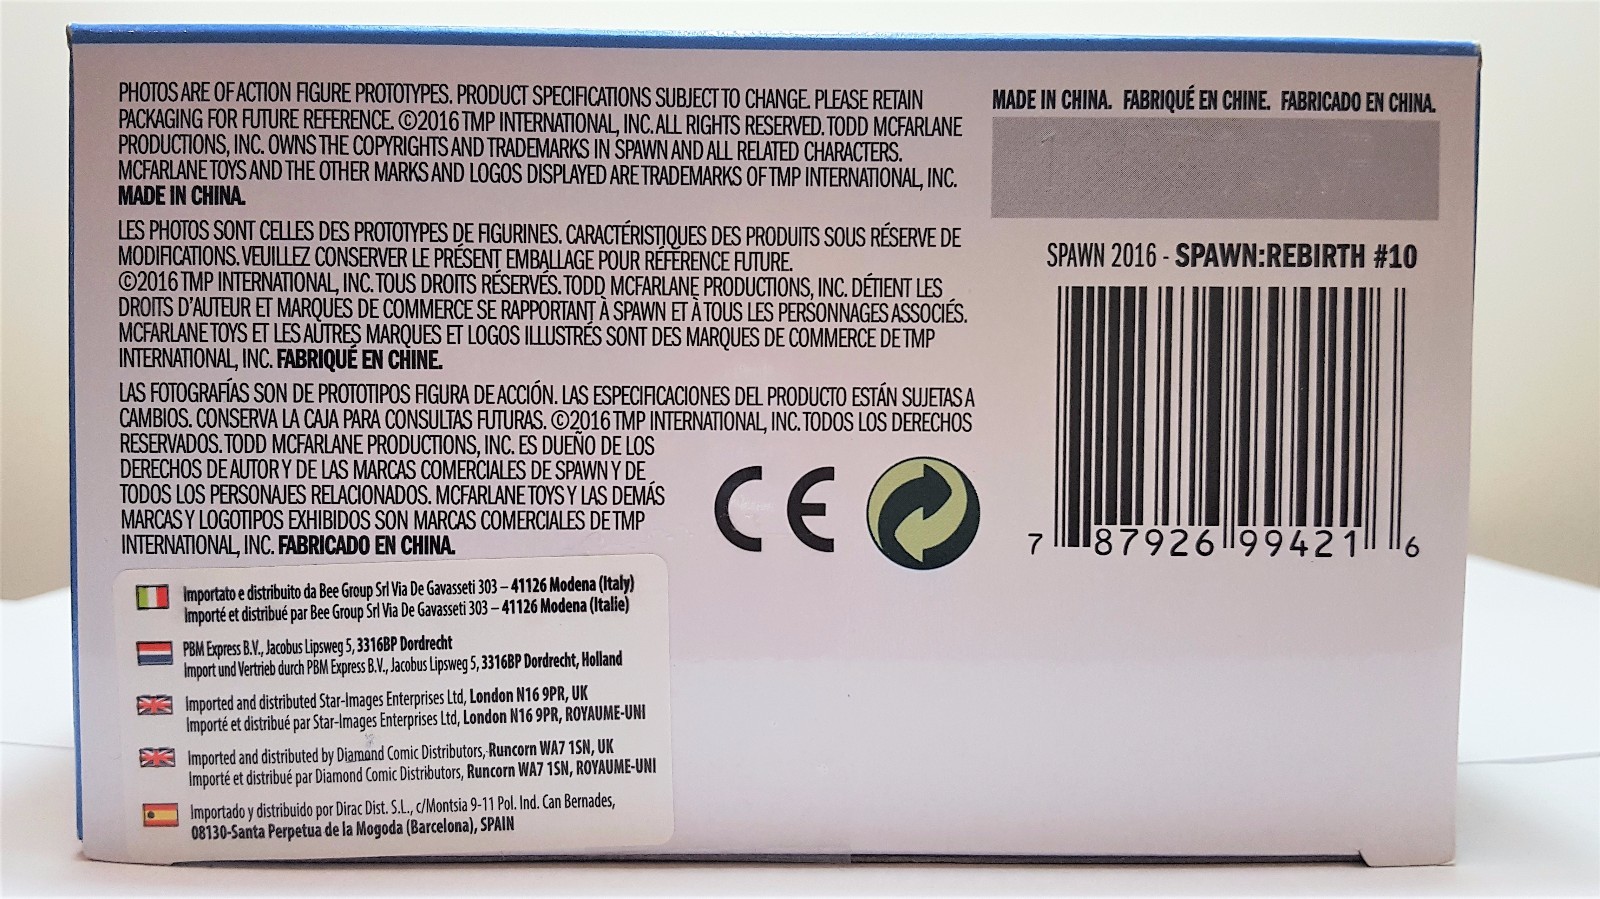 PHOTOS ARE OF ACTION FIGURE PROTOTYPES. PRODUCT SPECIFICATIONS SUBJECT TO CHANGE. PLEASE RETAIN
PACKAGING FOR FUTURE REFERENCE. ©2016 TMP INTERNATIONAL, INC. ALL RIGHTS RESERVED. TODD MCFARLANE
PRODUCTIONS, INC. OWNS THE COPYRIGHTS AND TRADEMARKS IN SPAWN AND ALL RELATED CHARACTERS.
MCFARLANE TOYS AND THE OTHER MARKS AND LOGOS DISPLAYED ARE TRADEMARKS OF TMP INTERNATIONAL, INC.
MADE IN CHINA.
LES PHOTOS SONT CELLES DES PROTOTYPES DE FIGURINES. CARACTÉRISTIQUES DES PRODUITS SOUS RÉSERVE DE
MODIFICATIONS. VEUILLEZ CONSERVER LE PRÉSENT EMBALLAGE POUR RÉFÉRENCE FUTURE.
©2016 TMP INTERNATIONAL, INC. TOUS DROITS RÉSERVÉS. TODD MCFARLANE PRODUCTIONS, INC. DÉTIENT LES
DROITS D'AUTEUR ET MARQUES DE COMMERCE SE RAPPORTANT À SPAWN ET À TOUS LES PERSONNAGES ASSOCIÉS.
MCFARLANE TOYS ET LES AUTRES MARQUES ET LOGOS ILLUSTRÉS SONT DES MARQUES DE COMMERCE DE TMP
INTERNATIONAL, INC. FABRIQUÉ EN CHINE.
LAS FOTOGRAFÍAS SON DE PROTOTIPOS FIGURA DE ACCIÓN. LAS ESPECIFICACIONES DEL PRODUCTO ESTÁN SUJETAS A
CAMBIOS. CONSERVA LA CAJA PARA CONSULTAS FUTURAS. ©2016 TMP INTERNATIONAL, INC. TODOS LOS DERECHOS
RESERVADOS. TODD MCFARLANE PRODUCTIONS, INC. ES DUEÑO DE LOS
DERECHOS DE AUTOR Y DE LAS MARCAS COMERCIALES DE SPAWN Y DE
TODOS LOS PERSONAJES RELACIONADOS. MCFARLANE TOYS Y LAS DEMÁS
MARCAS Y LOGOTIPOS EXHIBIDOS SON MARCAS COMERCIALES DE TMP
INTERNATIONAL, INC. FABRICADO EN CHINA.
CE
MADE IN CHINA. FABRIQUÉ EN CHINE. FABRICADO EN CHINA.
SPAWN 2016 - SPAWN:REBIRTH #10
7 87926 99421 6
Importato e distribuito da Bee Group Srl Via De Gavasseti 303 – 41126 Modena (Italy)
Importé et distribué par Bee Group Srl Via De Gavasseti 303 – 41126 Modena (Italie)
PBM Express B.V., Jacobus Lipsweg 5, 3316BP Dordrecht
Import und Vertrieb durch PBM Express B.V., Jacobus Lipsweg 5, 3316BP Dordrecht, Holland
Imported and distributed Star-Images Enterprises Ltd, London N16 9PR, UK
Importé et distribué par Star-Images Enterprises Ltd, London N16 9PR, ROYAUME-UNI
Imported and distributed by Diamond Comic Distributors, Runcorn WA7 1SN, UK
Importé et distribué par Diamond Comic Distributors, Runcorn WA7 1SN, ROYAUME-UNI
Importado y distribuido por Dirac Dist. S.L., c/Montsia 9-11 Pol. Ind. Can Bernades,
08130-Santa Perpetua de la Mogoda (Barcelona), SPAIN